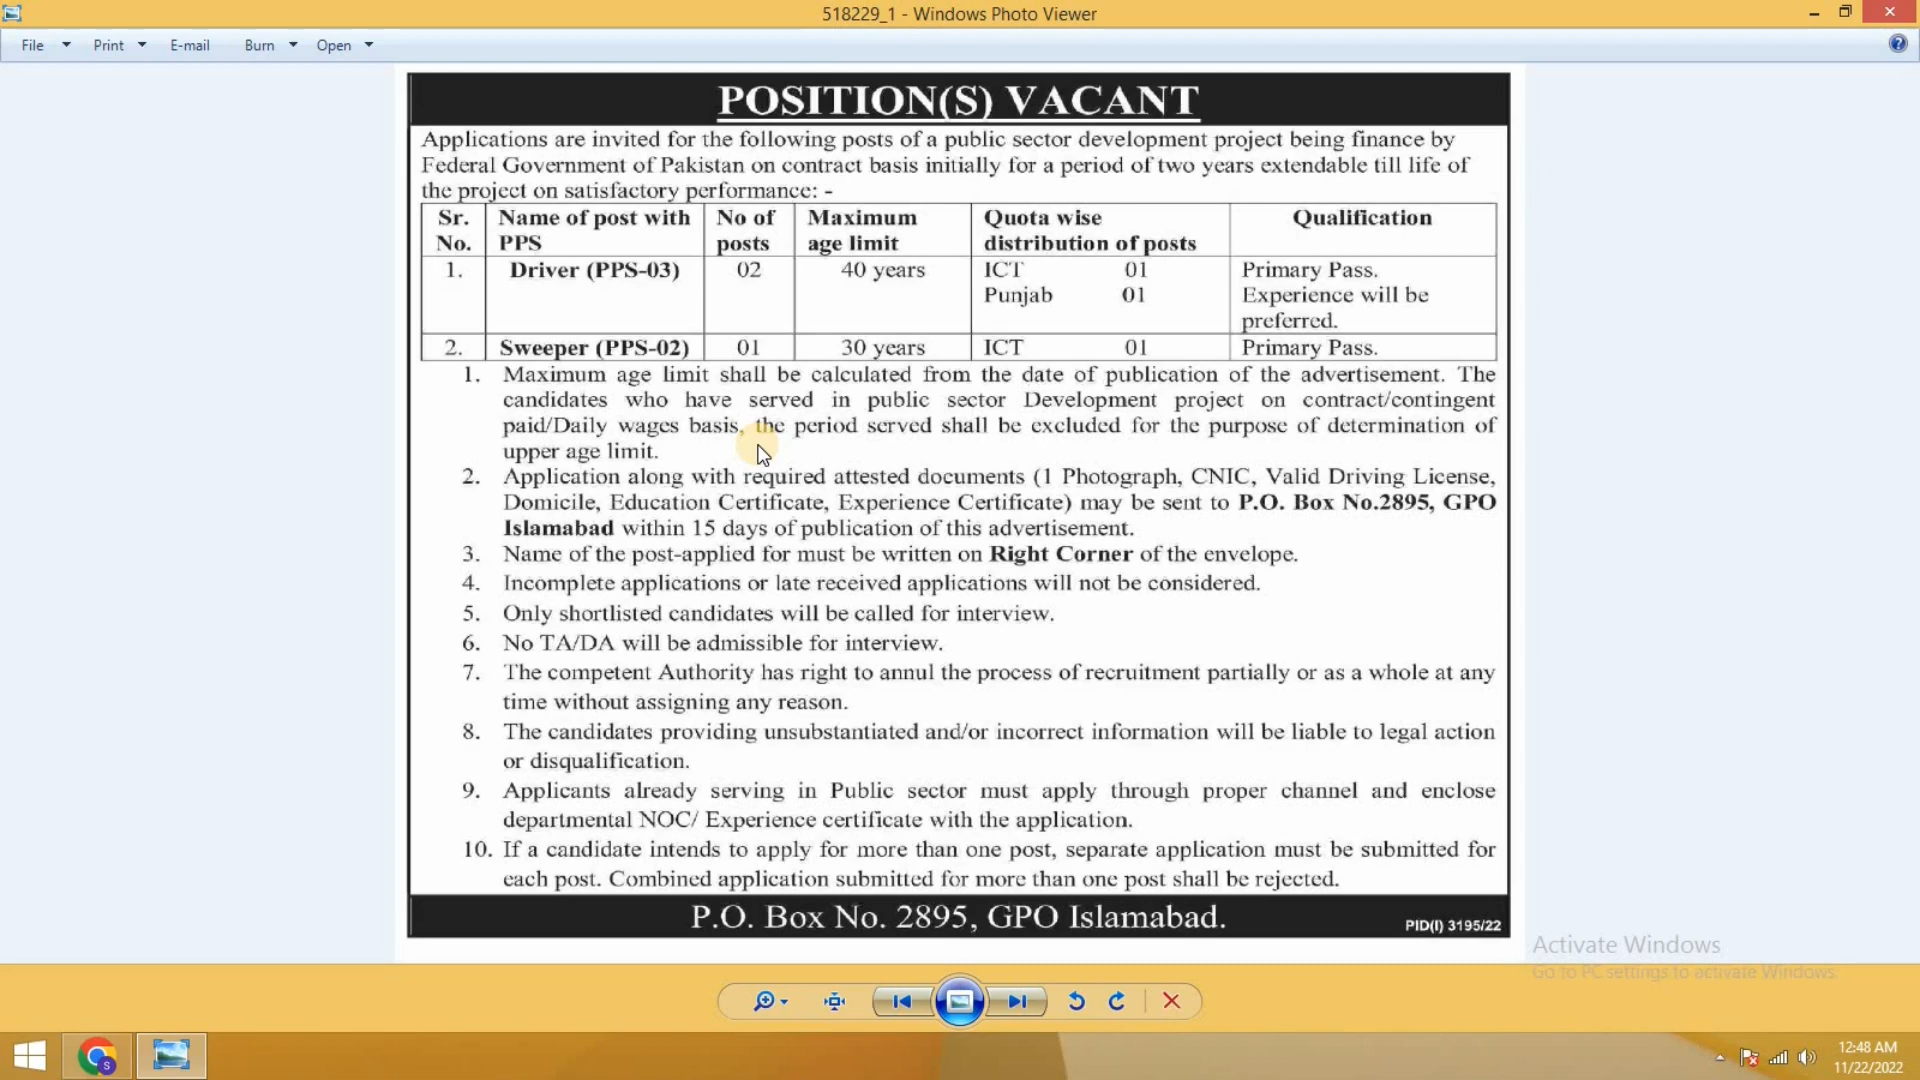 518229_1 - Windows Photo Viewer
File Print E-mail Burn Open
POSITION(S) VACANT
Applications are invited for the following posts of a public sector development project being finance by
Federal Government of Pakistan on contract basis initially for a period of two years extendable till life of
the project on satisfactory performance: -
Sr. No. Name of post with PPS No of posts Maximum age limit Quota wise distribution of posts Qualification
1. Driver (PPS-03) 02 40 years ICT 01 Primary Pass.
Punjab 01 Experience will be
preferred.
2. Sweeper (PPS-02) 01 30 years ICT 01 Primary Pass.
1. Maximum age limit shall be calculated from the date of publication of the advertisement. The
candidates who have served in public sector Development project on contract/contingent
paid/Daily wages basis, the period served shall be excluded for the purpose of determination of
upper age limit.
2. Application along with required attested documents (1 Photograph, CNIC, Valid Driving License,
Domicile, Education Certificate, Experience Certificate) may be sent to P.O. Box No.2895, GPO
Islamabad within 15 days of publication of this advertisement.
3. Name of the post-applied for must be written on Right Corner of the envelope.
4. Incomplete applications or late received applications will not be considered.
5. Only shortlisted candidates will be called for interview.
6. No TA/DA will be admissible for interview.
7. The competent Authority has right to annul the process of recruitment partially or as a whole at any
time without assigning any reason.
8. The candidates providing unsubstantiated and/or incorrect information will be liable to legal action
or disqualification.
9. Applicants already serving in Public sector must apply through proper channel and enclose
departmental NOC/ Experience certificate with the application.
10. If a candidate intends to apply for more than one post, separate application must be submitted for
each post. Combined application submitted for more than one post shall be rejected.
P.O. Box No. 2895, GPO Islamabad.
PID(I) 3195/22
Activate Windows
Go to PC settings to activate Windows.
S
12:48 AM
11/22/2022